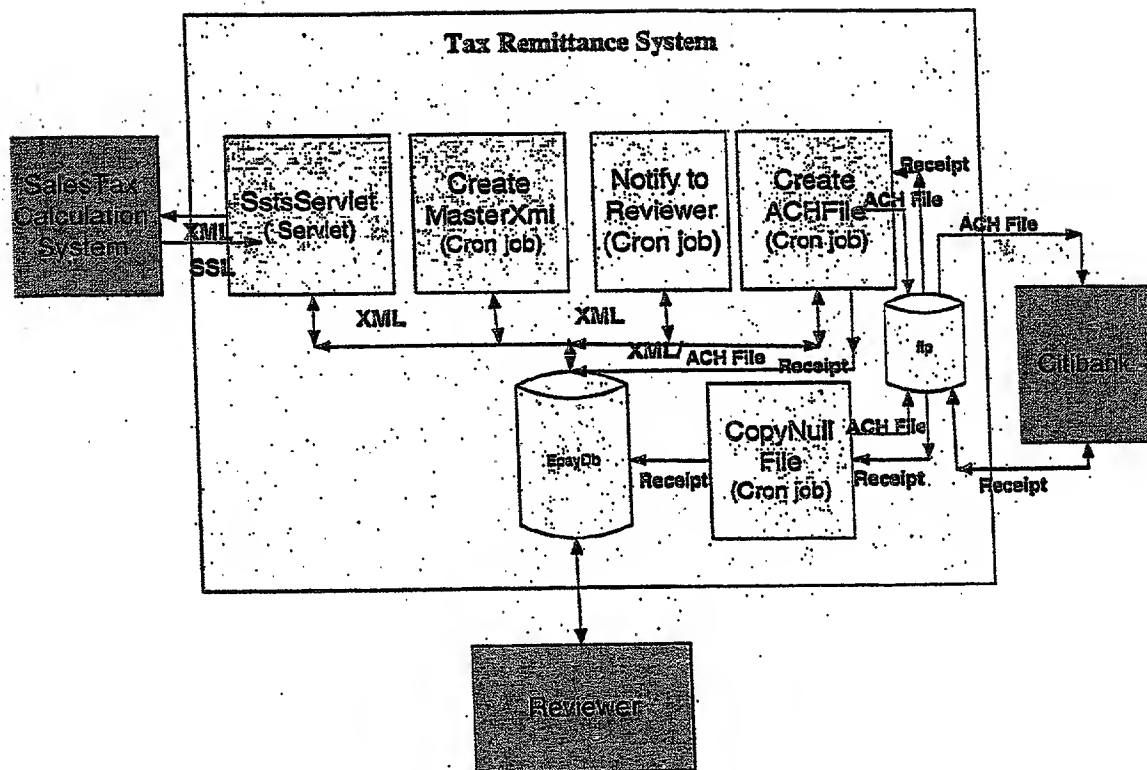 Tax Remittance System
SalesTax
Calculation
System
XML
SSL
SstsServlet
( Servlet)
Create
MasterXml
(Cron job)
Notify to
Reviewer
(Cron job)
Create
ACHFile
(Cron job)
Receipt
ACH File
ACH File
XML
XML
XML/
ACH File
Receipt
ftp
Citibank
EpayDb
CopyNull
File
(Cron job)
ACH File
Receipt
Receipt
Receipt
Reviewer